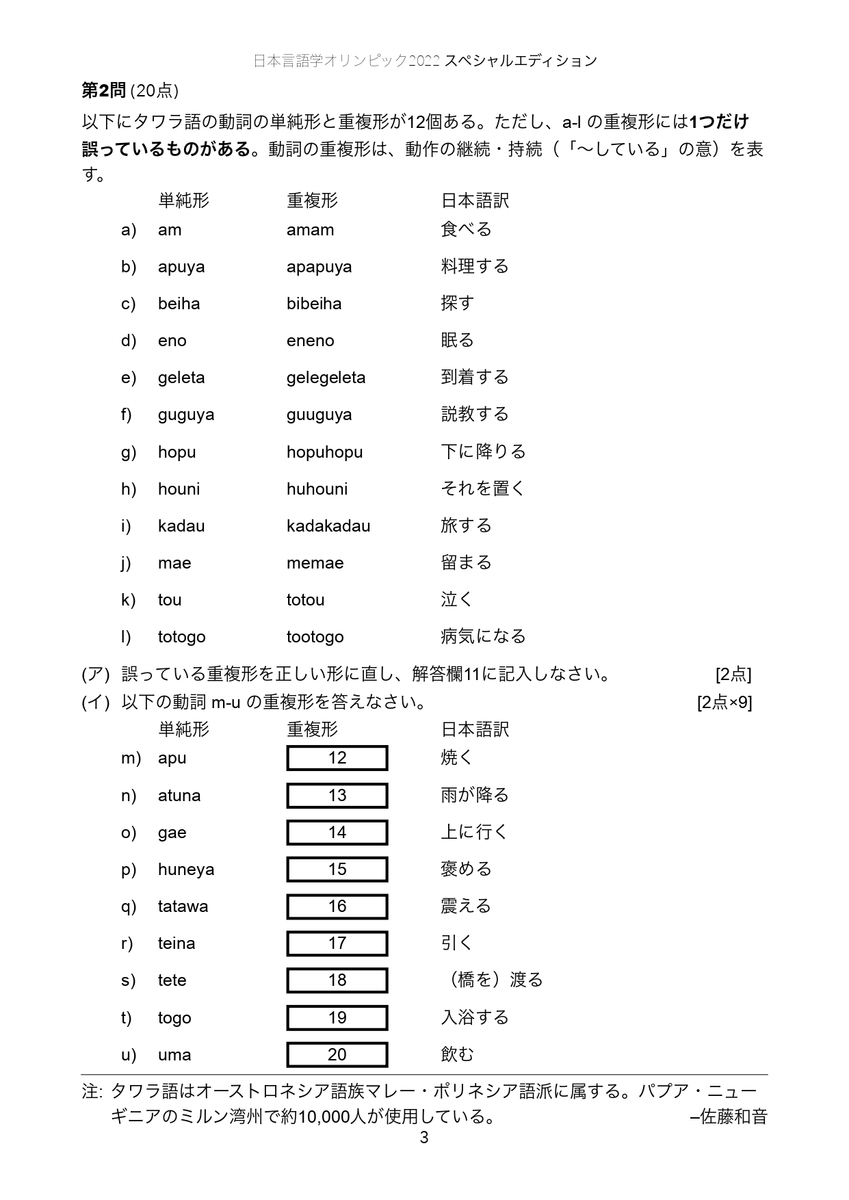 日本言語学オリンピック2022 スペシャルエディション
第2問 (20点)
以下にタワラ語の動詞の単純形と重複形が12個ある。ただし、a-l の重複形には1つだけ
誤っているものがある。動詞の重複形は、動作の継続・持続（「〜している」の意）を表
す。
単純形 重複形 日本語訳
a) am amam 食べる
b) apuya apapuya 料理する
c) beiha bibeiha 探す
d) eno eneno 眠る
e) geleta gelegeleta 到着する
f) guguya guuguya 説教する
g) hopu hopuhopu 下に降りる
h) houni huhouni それを置く
i) kadau kadakadau 旅する
j) mae memae 留まる
k) tou totou 泣く
l) totogo tootogo 病気になる
(ア) 誤っている重複形を正しい形に直し、解答欄11に記入しなさい。 [2点]
(イ) 以下の動詞 m-u の重複形を答えなさい。 [2点×9]
単純形 重複形 日本語訳
m) apu 12 焼く
n) atuna 13 雨が降る
o) gae 14 上に行く
p) huneya 15 褒める
q) tatawa 16 震える
r) teina 17 引く
s) tete 18 （橋を）渡る
t) togo 19 入浴する
u) uma 20 飲む
注: タワラ語はオーストロネシア語族マレー・ポリネシア語派に属する。パプア・ニュー
ギニアのミルン湾州で約10,000人が使用している。 –佐藤和音
3